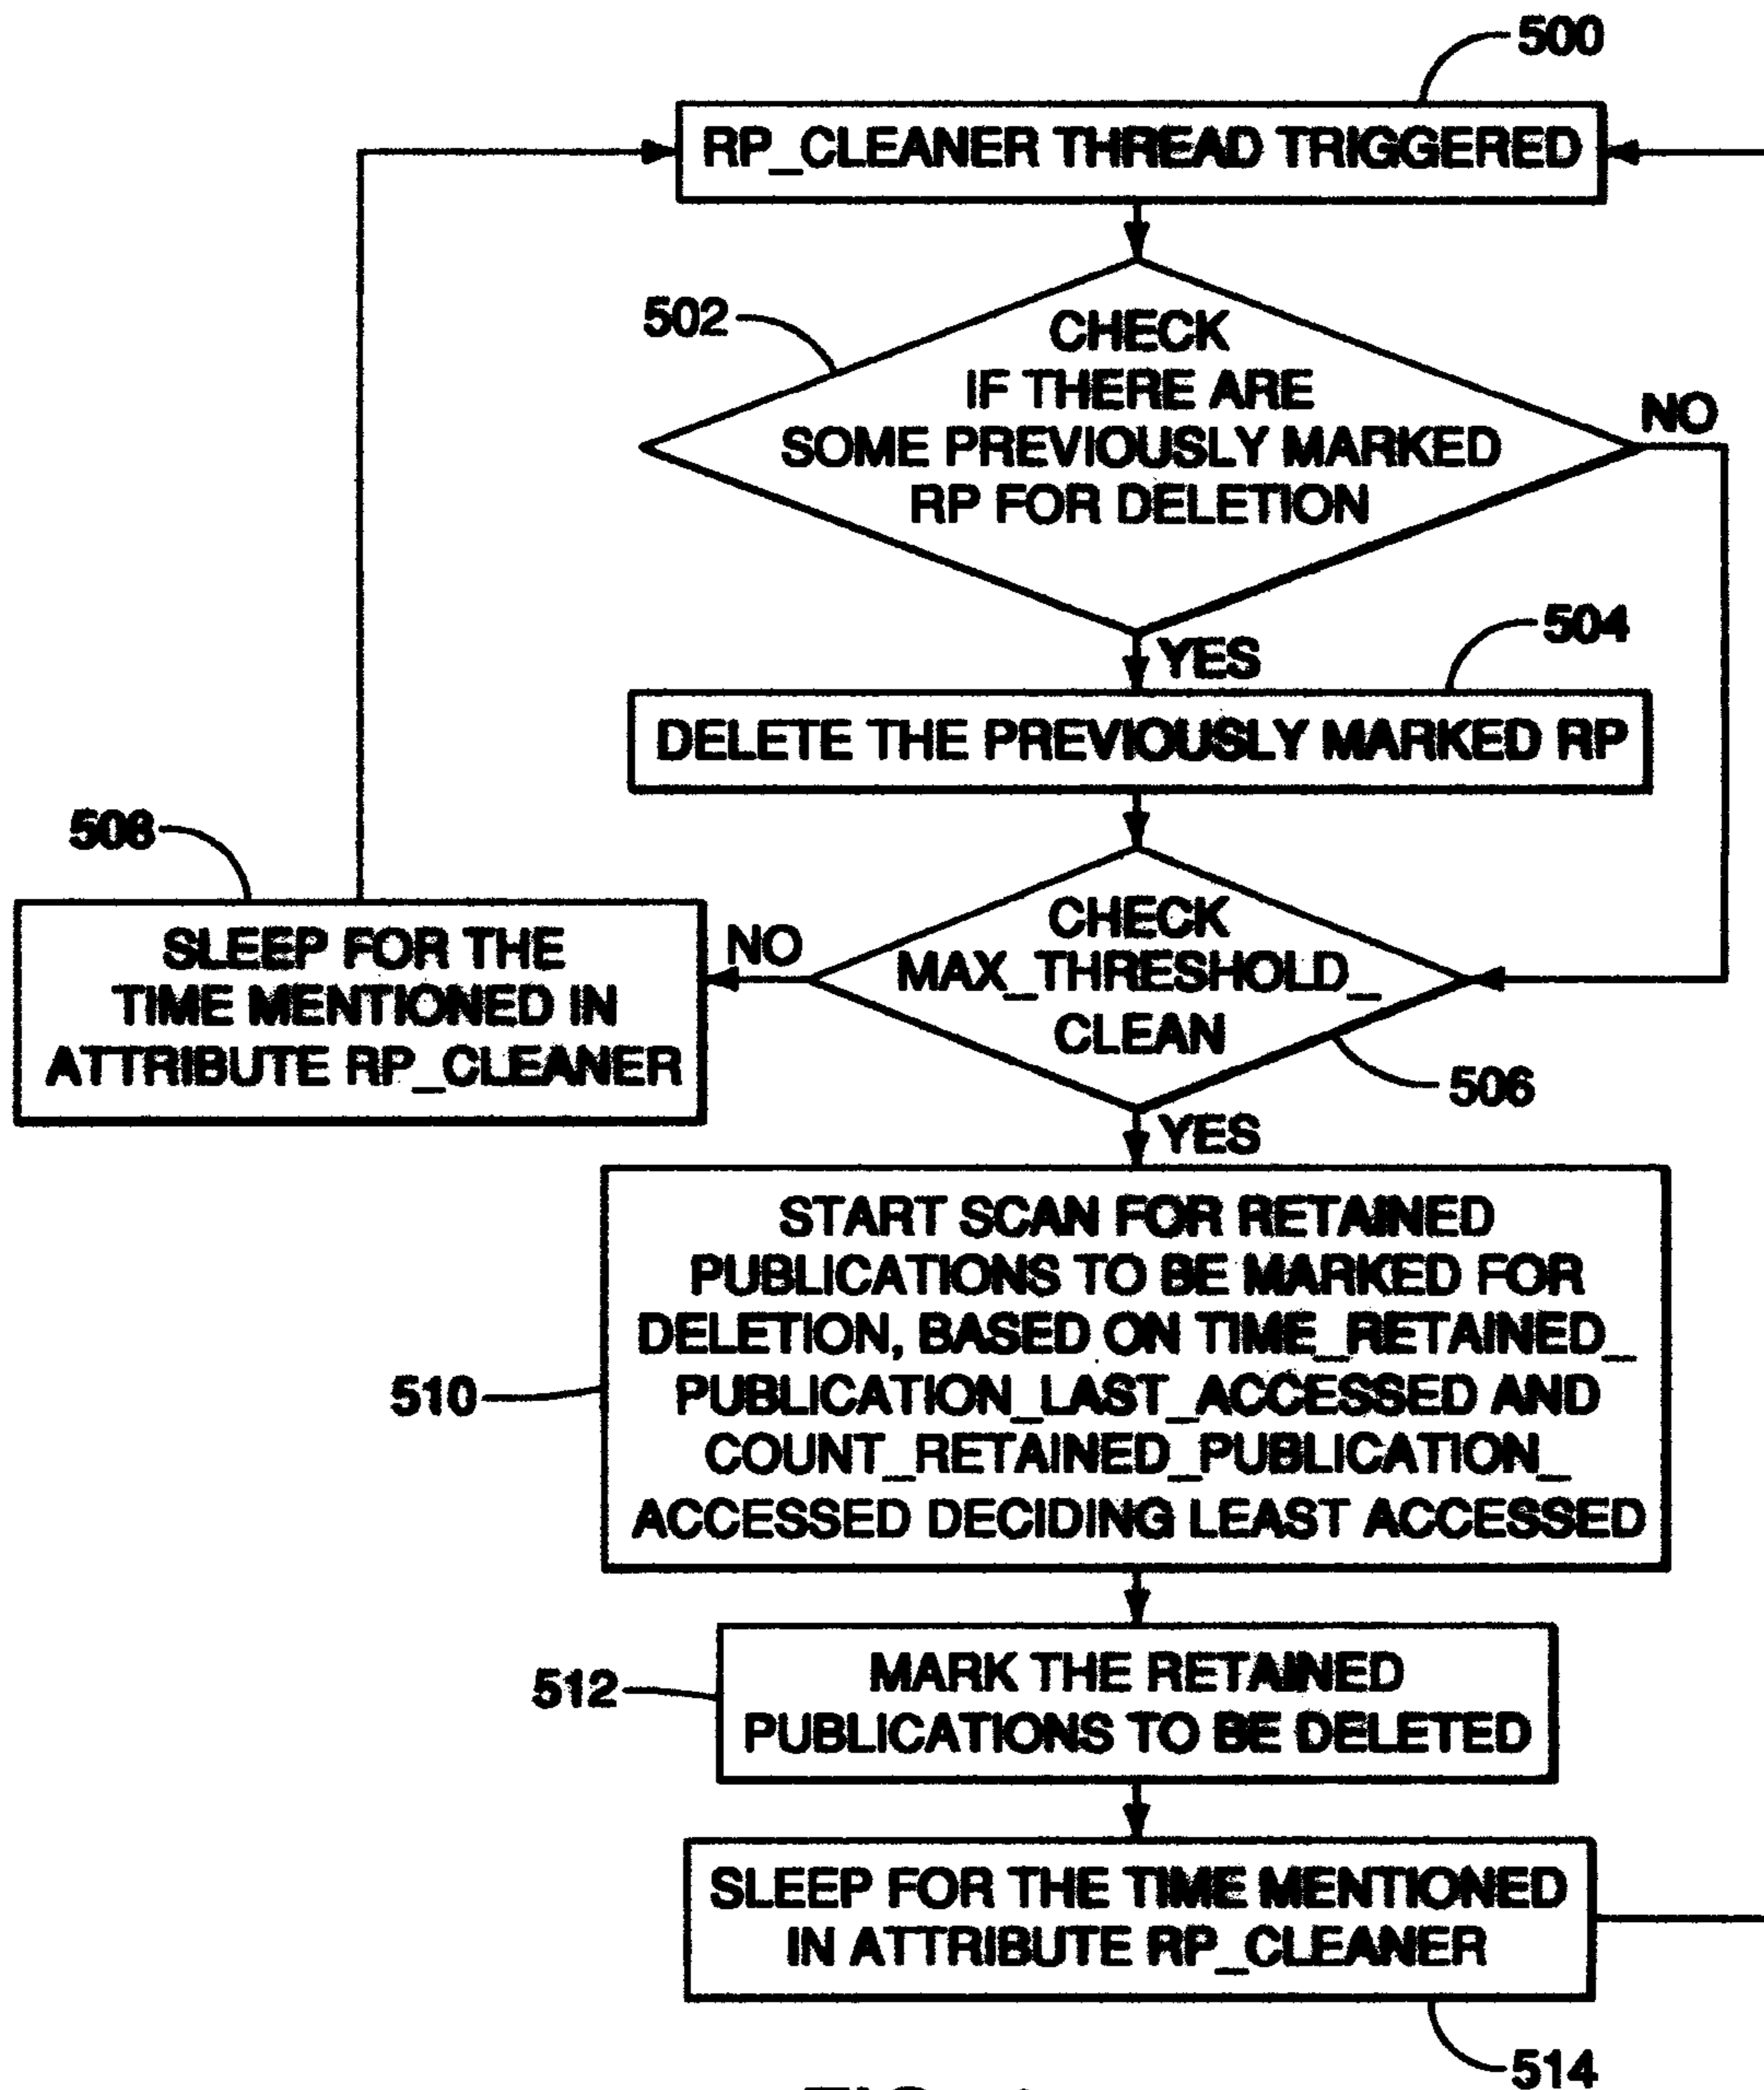 500
RP_CLEANER THREAD TRIGGERED
502
CHECK
IF THERE ARE
SOME PREVIOUSLY MARKED
RP FOR DELETION
NO
YES
504
DELETE THE PREVIOUSLY MARKED RP
508
SLEEP FOR THE
TIME MENTIONED IN
ATTRIBUTE RP_CLEANER
NO
CHECK
MAX_THRESHOLD_
CLEAN
506
YES
START SCAN FOR RETAINED
PUBLICATIONS TO BE MARKED FOR
DELETION, BASED ON TIME_RETAINED_
PUBLICATION_LAST_ACCESSED AND
COUNT_RETAINED_PUBLICATION_
ACCESSED DECIDING LEAST ACCESSED
510
512
MARK THE RETAINED
PUBLICATIONS TO BE DELETED
SLEEP FOR THE TIME MENTIONED
IN ATTRIBUTE RP_CLEANER
514